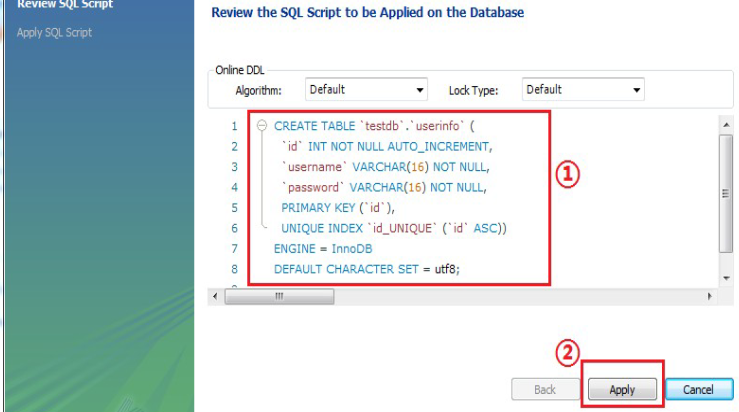 Review SQL Script
Apply SQL Script
Review the SQL Script to be Applied on the Database
Online DDL
Algorithm: Default Lock Type: Default
1 CREATE TABLE `testdb`.`userinfo` (
2 `id` INT NOT NULL AUTO_INCREMENT,
3 `username` VARCHAR(16) NOT NULL,
4 `password` VARCHAR(16) NOT NULL,
5 PRIMARY KEY (`id`),
6 UNIQUE INDEX `id_UNIQUE` (`id` ASC))
7 ENGINE = InnoDB
8 DEFAULT CHARACTER SET = utf8;
①
②
Back Apply Cancel